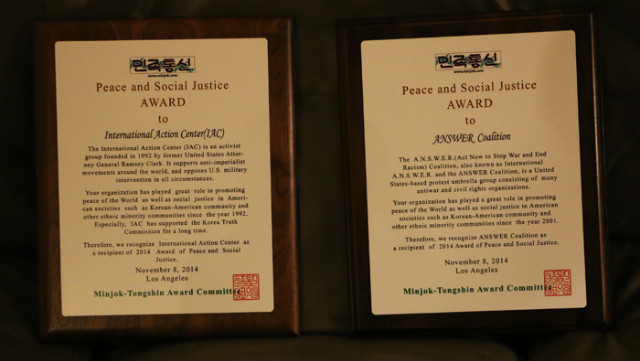 민족통신
www.minjok.com
Peace and Social Justice
AWARD
to
International Action Center(IAC)
The International Action Center (IAC) is an activist
group founded in 1992 by former United States Attor-
ney General Ramsey Clerk. It supports anti-imperialist
movements around the world, and opposes U.S. military
intervention in all circumstances.
Your organization has played great role in promoting
peace of the World as well as social justice in Ameri-
can societies such as Korean-American community and
other ethnic minority communities since the year 1992.
Especially, IAC has supported the Korea Truth
Commission for a long time.
Therefore, we recognize International Action Center as
a recipient of 2014 Award of Peace and Social
Justice.
November 8, 2014
Los Angeles
Minjok-Tongshin Award Committee
민족통신
www.minjok.com
Peace and Social Justice
AWARD
to
ANSWER Coalition
The A.N.S.W.E.R.(Act Now to Stop War and End
Racism) Coalition, also known as International
A.N.S.W.E.R. and the ANSWER Coalition, is a United
States-based protest umbrella group consisting of many
antiwar and civil rights organizations.
Your organization has played a great role in promoting
peace of the World as well as social justice in American
societies such as Korean-American community and
other ethnic minority communities since the year 2001.
Therefore, we recognize ANSWER Coalition as
a recipient of 2014 Award of Peace and Social Justice.
November 8, 2014
Los Angeles
Minjok-Tongshin Award Committee